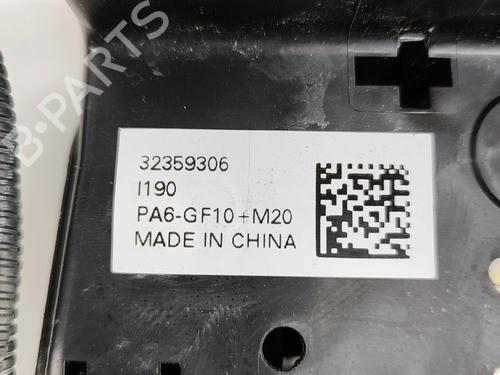 B-PARTS
32359306
I190
PA6-GF10+M20
MADE IN CHINA